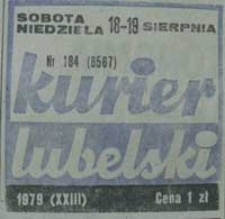 SOBOTA
NIEDZIELA 18-19 SIERPNIA
Nr 184 (6567)
kurier
lubelski
1979 (XXIII) Cena 1 zł